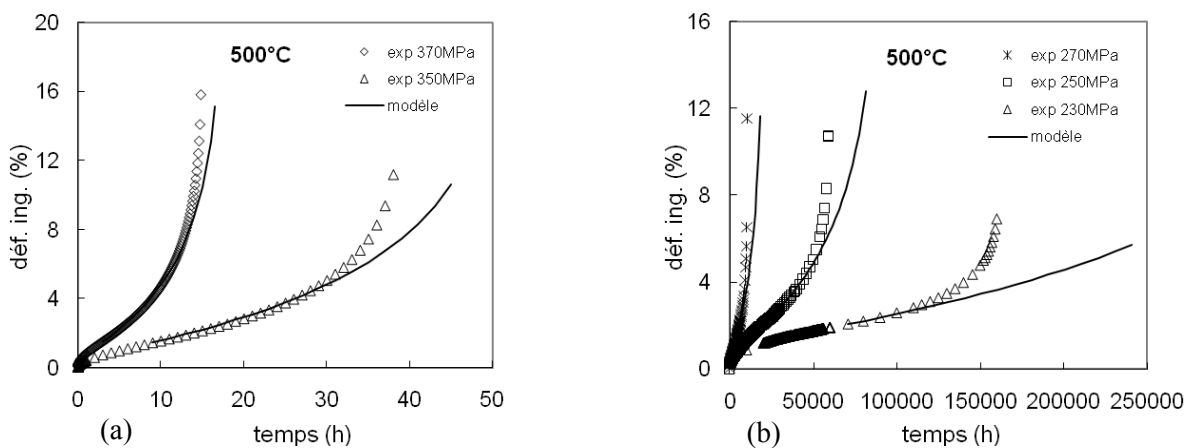 20
16
12
8
4
0
déf. ing. (%)
500°C
exp 370MPa
exp 350MPa
modèle
0
10
20
30
40
50
(a)
temps (h)
16
12
8
4
0
déf. ing. (%)
500°C
exp 270MPa
exp 250MPa
exp 230MPa
modèle
0
50000
100000
150000
200000
250000
(b)
temps (h)